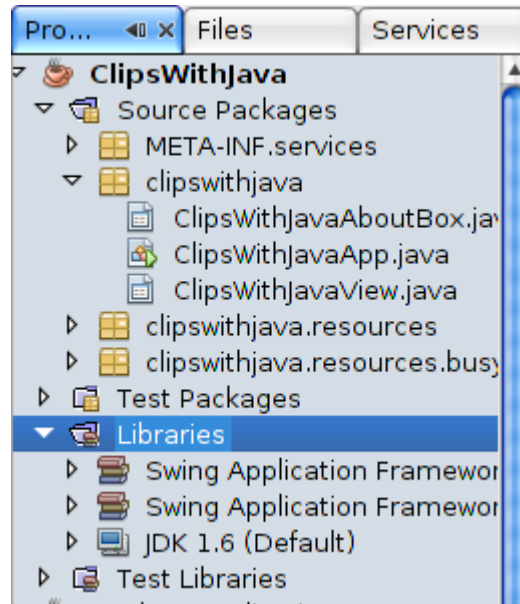 Pro... Files Services
ClipsWithJava
Source Packages
META-INF.services
clipswithjava
ClipsWithJavaAboutBox.jav
ClipsWithJavaApp.java
ClipsWithJavaView.java
clipswithjava.resources
clipswithjava.resources.busy
Test Packages
Libraries
Swing Application Framewor
Swing Application Framewor
JDK 1.6 (Default)
Test Libraries